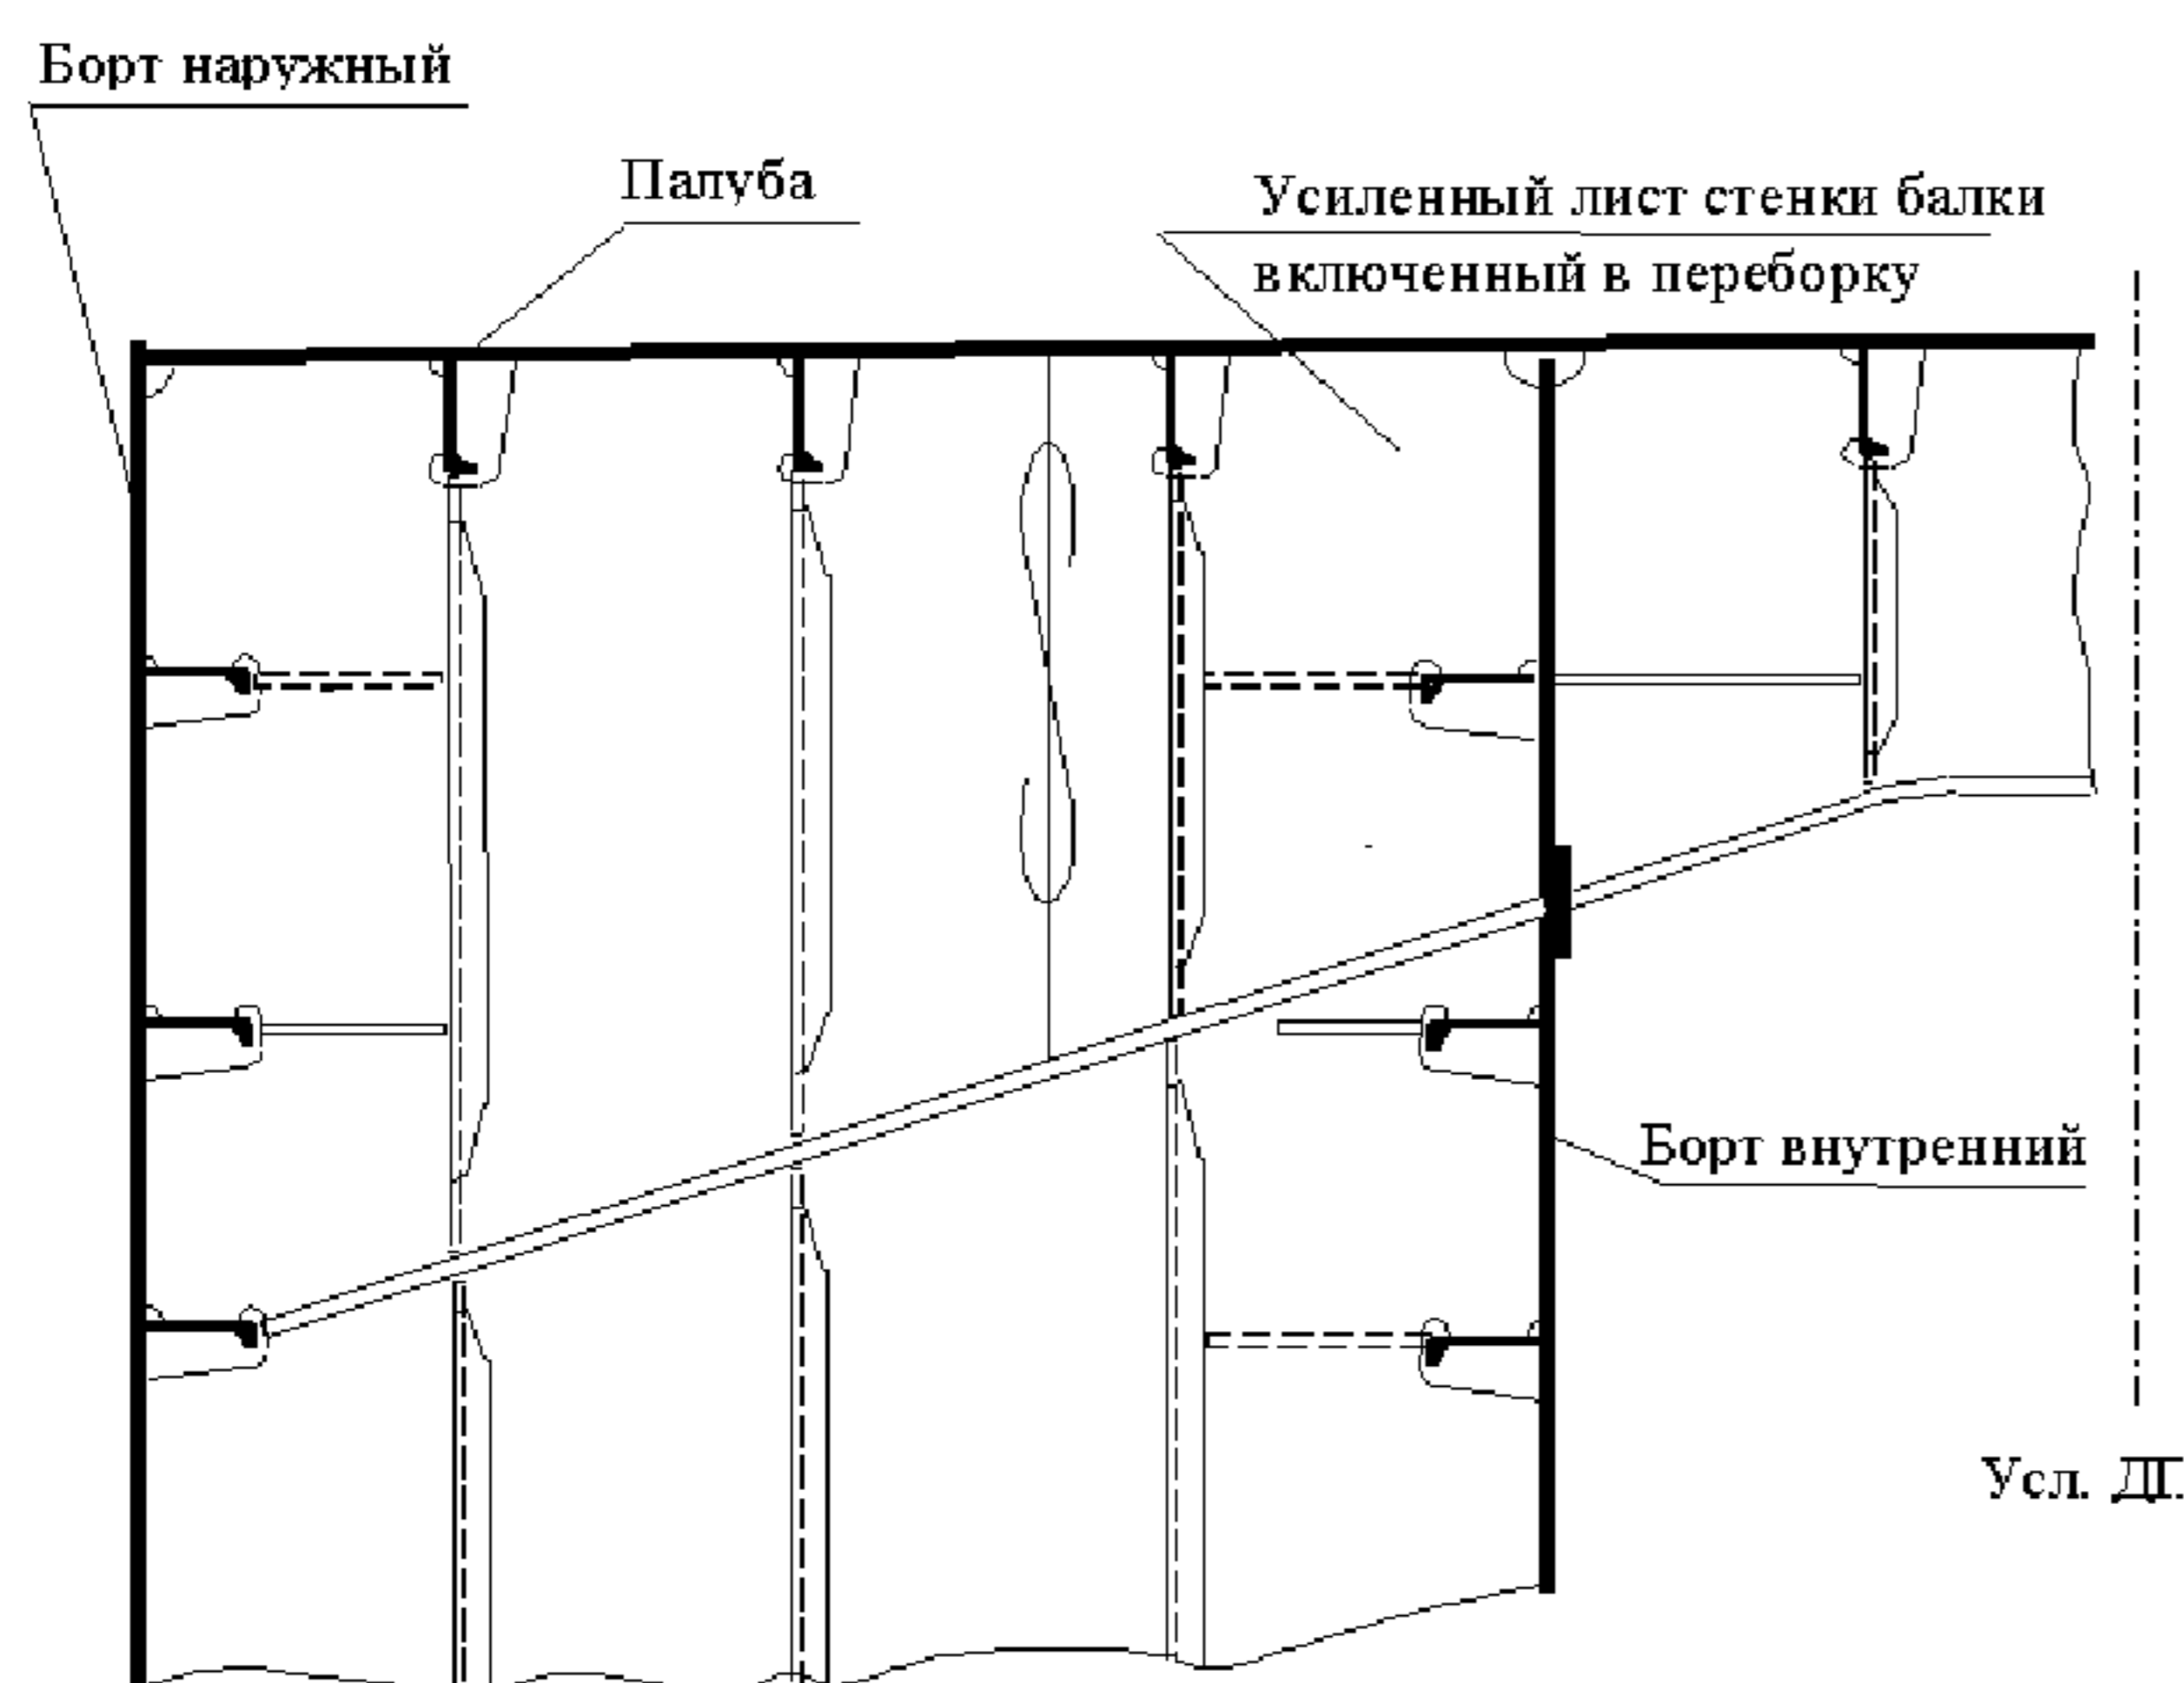 Борт наружный
Палуба
Усиленный лист стенки балки
включенный в переборку
Борт внутренний
Усл. ДП.